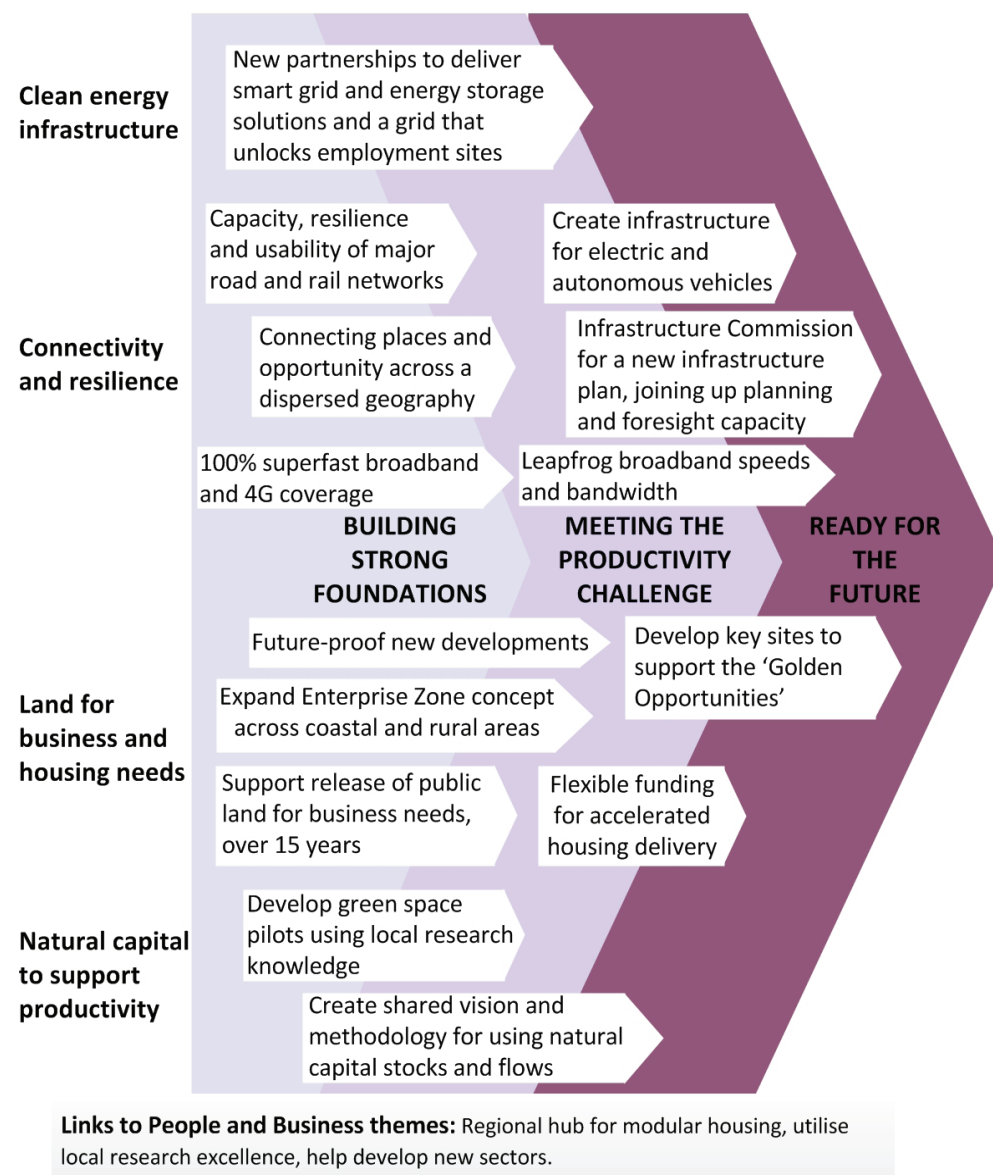 Clean energy
infrastructure
New partnerships to deliver
smart grid and energy storage
solutions and a grid that
unlocks employment sites
Connectivity
and resilience
Capacity, resilience
and usability of major
road and rail networks
Create infrastructure
for electric and
autonomous vehicles
Connecting places and
opportunity across a
dispersed geography
Infrastructure Commission
for a new infrastructure
plan, joining up planning
and foresight capacity
100% superfast broadband
and 4G coverage
Leapfrog broadband speeds
and bandwidth
BUILDING
STRONG
FOUNDATIONS
MEETING THE
PRODUCTIVITY
CHALLENGE
READY FOR
THE
FUTURE
Land for
business and
housing needs
Future-proof new developments
Develop key sites to
support the ‘Golden
Opportunities’
Expand Enterprise Zone concept
across coastal and rural areas
Support release of public
land for business needs,
over 15 years
Flexible funding
for accelerated
housing delivery
Natural capital
to support
productivity
Develop green space
pilots using local research
knowledge
Create shared vision and
methodology for using natural
capital stocks and flows
Links to People and Business themes: Regional hub for modular housing, utilise
local research excellence, help develop new sectors.